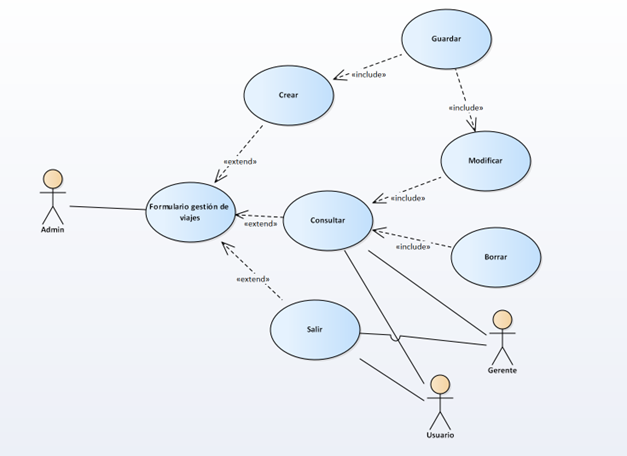 Guardar
«include»
Crear
«include»
«extend»
Modificar
Admin
Formulario gestión de
viajes
«include»
Consultar
«extend»
«include»
Borrar
«extend»
Salir
Gerente
Usuario